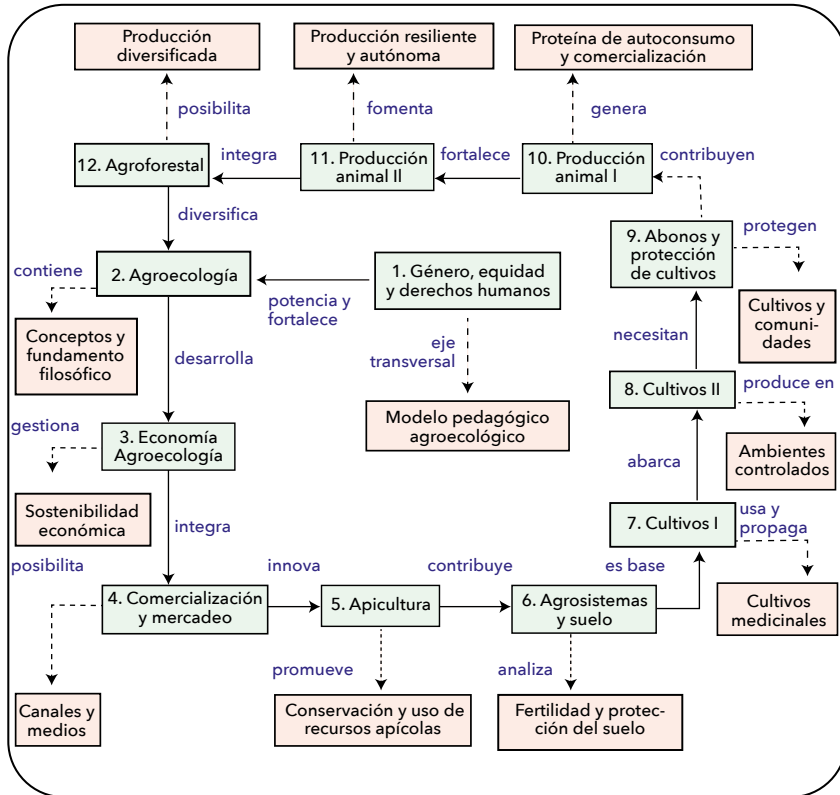 Producción
diversificada
Producción resiliente
y autónoma
Proteína de autoconsumo
y comercialización
posibilita
fomenta
genera
12. Agroforestal
integra
11. Producción
animal II
fortalece
10. Producción
animal I
contribuyen
diversifica
9. Abonos y
protección
de cultivos
protegen
contiene
2. Agroecología
potencia y
fortalece
1. Género, equidad
y derechos humanos
Cultivos y
comuni-
dades
Conceptos y
fundamento
filosófico
desarrolla
eje
transversal
necesitan
8. Cultivos II
produce en
Modelo pedagógico
agroecológico
gestiona
3. Economía
Agroecología
abarca
Ambientes
controlados
Sostenibilidad
económica
integra
7. Cultivos I
usa y
propaga
posibilita
innova
contribuye
es base
4. Comercialización
y mercadeo
5. Apicultura
6. Agrosistemas
y suelo
Cultivos
medicinales
promueve
analiza
Canales y
medios
Conservación y uso de
recursos apícolas
Fertilidad y protec-
ción del suelo